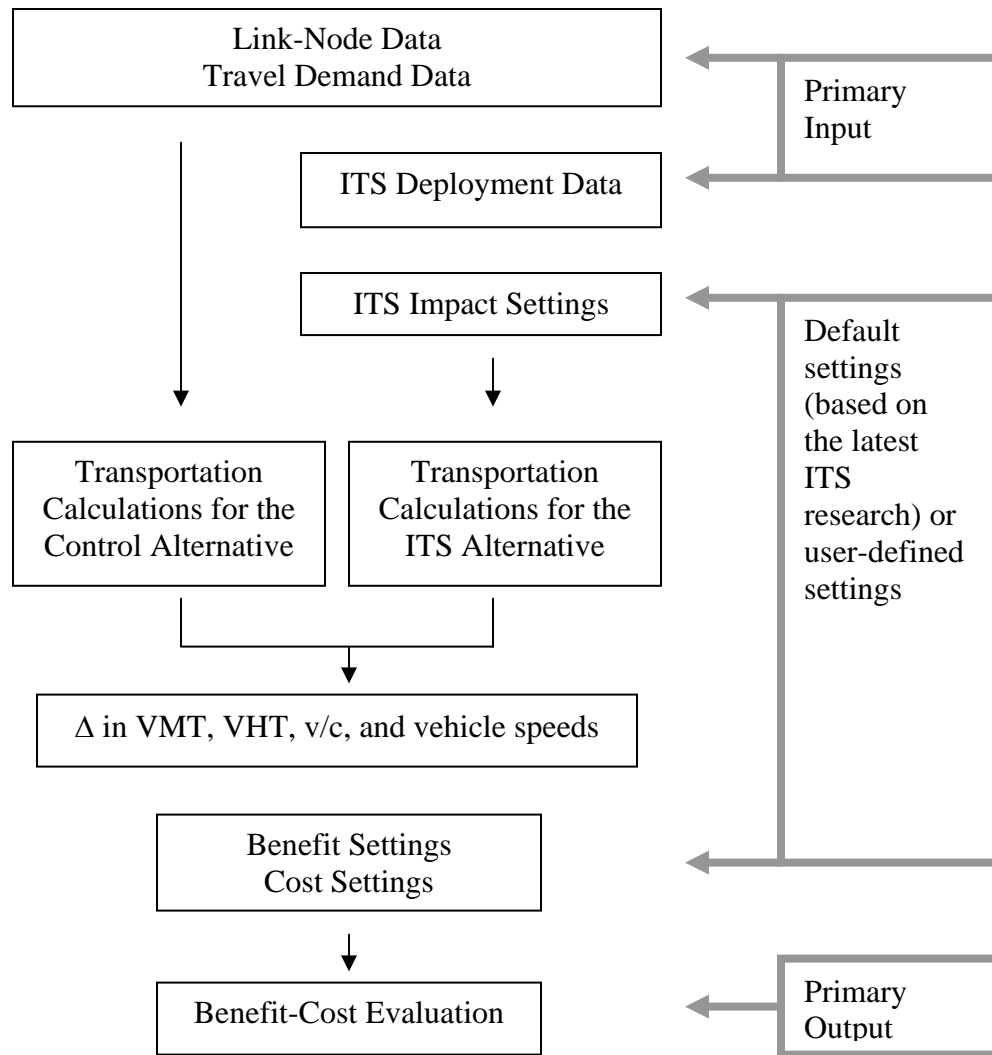 Link-Node Data
Travel Demand Data
Primary
Input
ITS Deployment Data
ITS Impact Settings
Default
settings
(based on
the latest
ITS
research) or
user-defined
settings
Transportation
Calculations for the
Control Alternative
Transportation
Calculations for the
ITS Alternative
Δ in VMT, VHT, v/c, and vehicle speeds
Benefit Settings
Cost Settings
Benefit-Cost Evaluation
Primary
Output